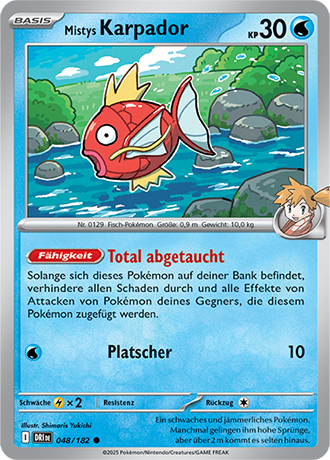 BASIS
Mistys Karpador KP 30
Nr. 0129 Fisch-Pokémon Größe: 0,9 m Gewicht: 10,0 kg
Fähigkeit Total abgetaucht
Solange sich dieses Pokémon auf deiner Bank befindet,
verhindere allen Schaden durch und alle Effekte von
Attacken von Pokémon deines Gegners, die diesem
Pokémon zugefügt werden.
Platscher 10
Schwäche ×2 Resistenz Rückzug
Illustr. Shimaris Yukichi
I DRI DE 048/182
Ein schwaches und jämmerliches Pokémon.
Manchmal gelingen ihm hohe Sprünge,
aber über 2 m kommt es selten hinaus.
©2025 Pokémon/Nintendo/Creatures/GAME FREAK